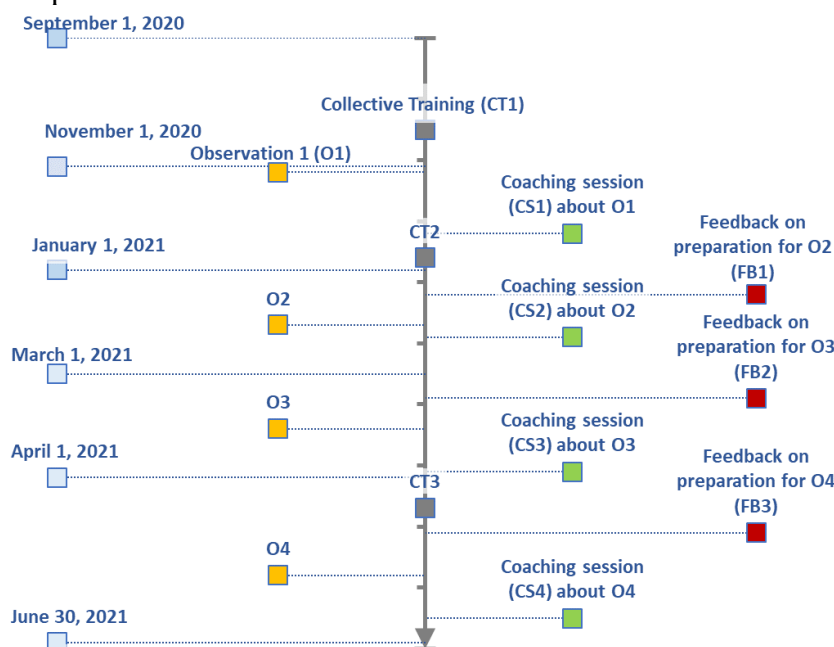 September 1, 2020
Collective Training (CT1)
November 1, 2020
Observation 1 (O1)
Coaching session
(CS1) about O1
Feedback on
preparation for O2
(FB1)
CT2
January 1, 2021
Coaching session
(CS2) about O2
O2
Feedback on
preparation for O3
(FB2)
March 1, 2021
O3
Coaching session
(CS3) about O3
April 1, 2021
Feedback on
preparation for O4
(FB3)
CT3
O4
Coaching session
(CS4) about O4
June 30, 2021